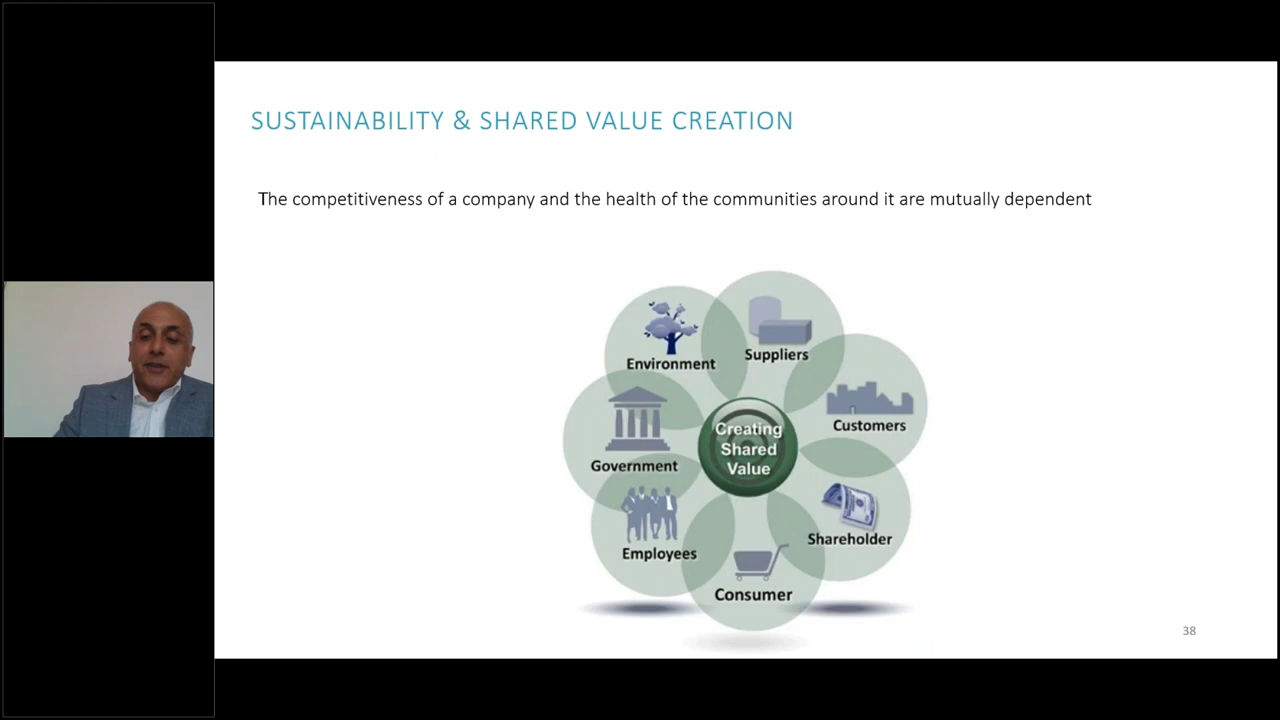 SUSTAINABILITY & SHARED VALUE CREATION
The competitiveness of a company and the health of the communities around it are mutually dependent
Environment
Suppliers
Customers
Creating
Shared
Value
Government
Shareholder
Employees
Consumer
38